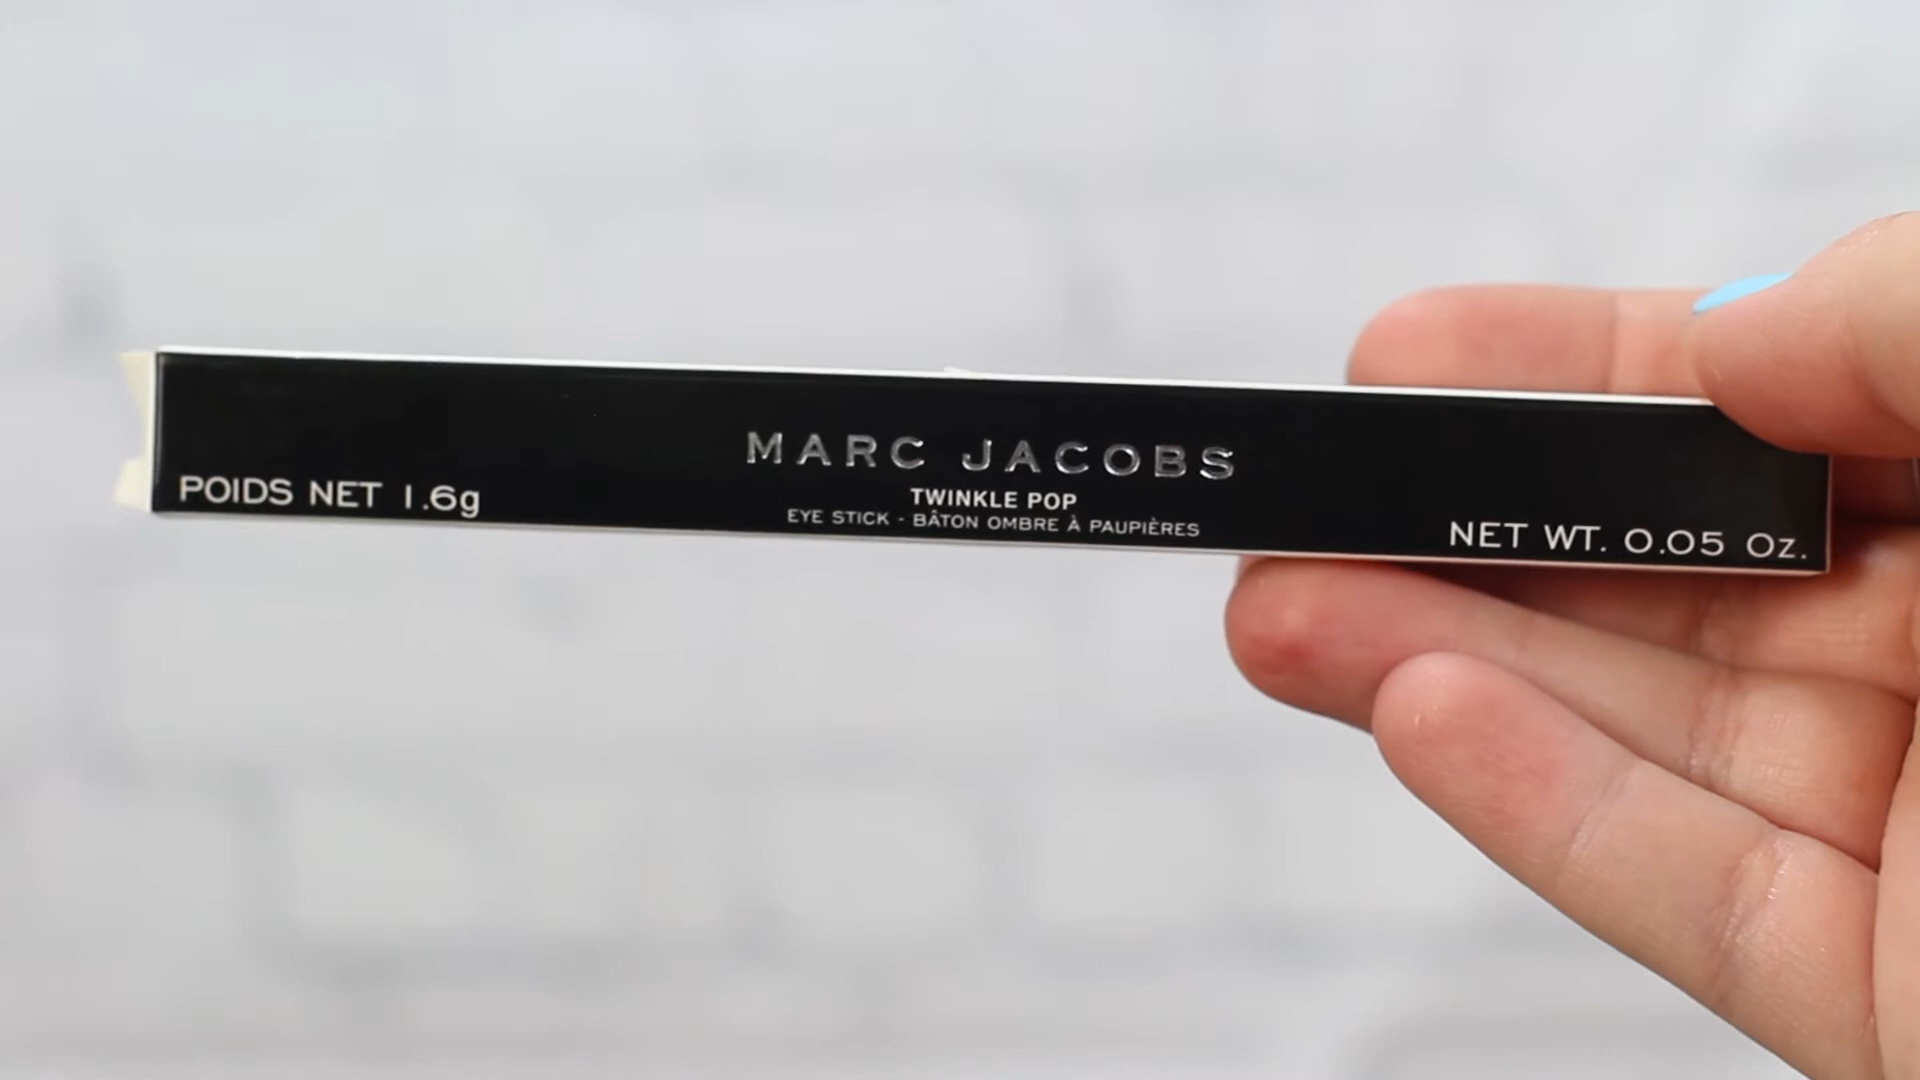 MARC JACOBS
TWINKLE POP
EYE STICK - BÂTON OMBRE À PAUPIÈRES
POIDS NET 1.6g
NET WT. 0.05 Oz.